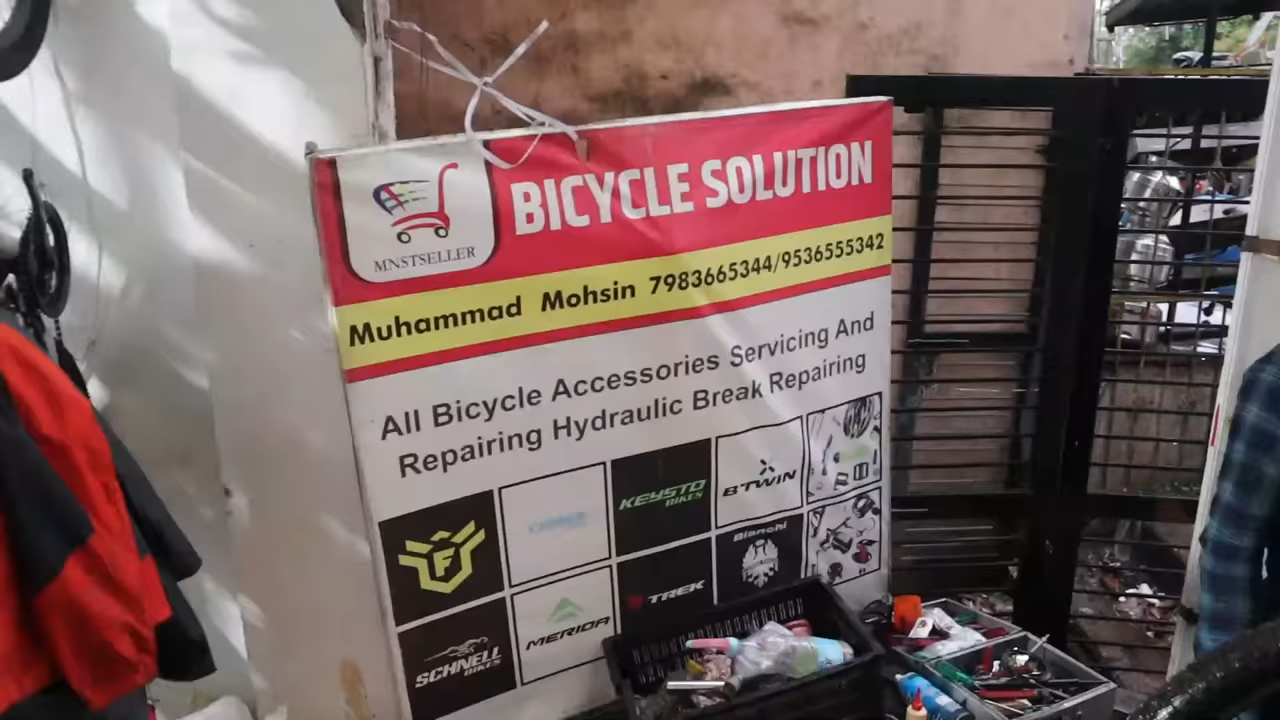 BICYCLE SOLUTION
MNSTSELLER
Muhammad Mohsin 7983665344/9536555342
All Bicycle Accessories Servicing And
Repairing Hydraulic Break Repairing
F
KEYSTO
BIKES
BTWIN
SCHNELL
BIKES
MERIDA
TREK
Bianchi